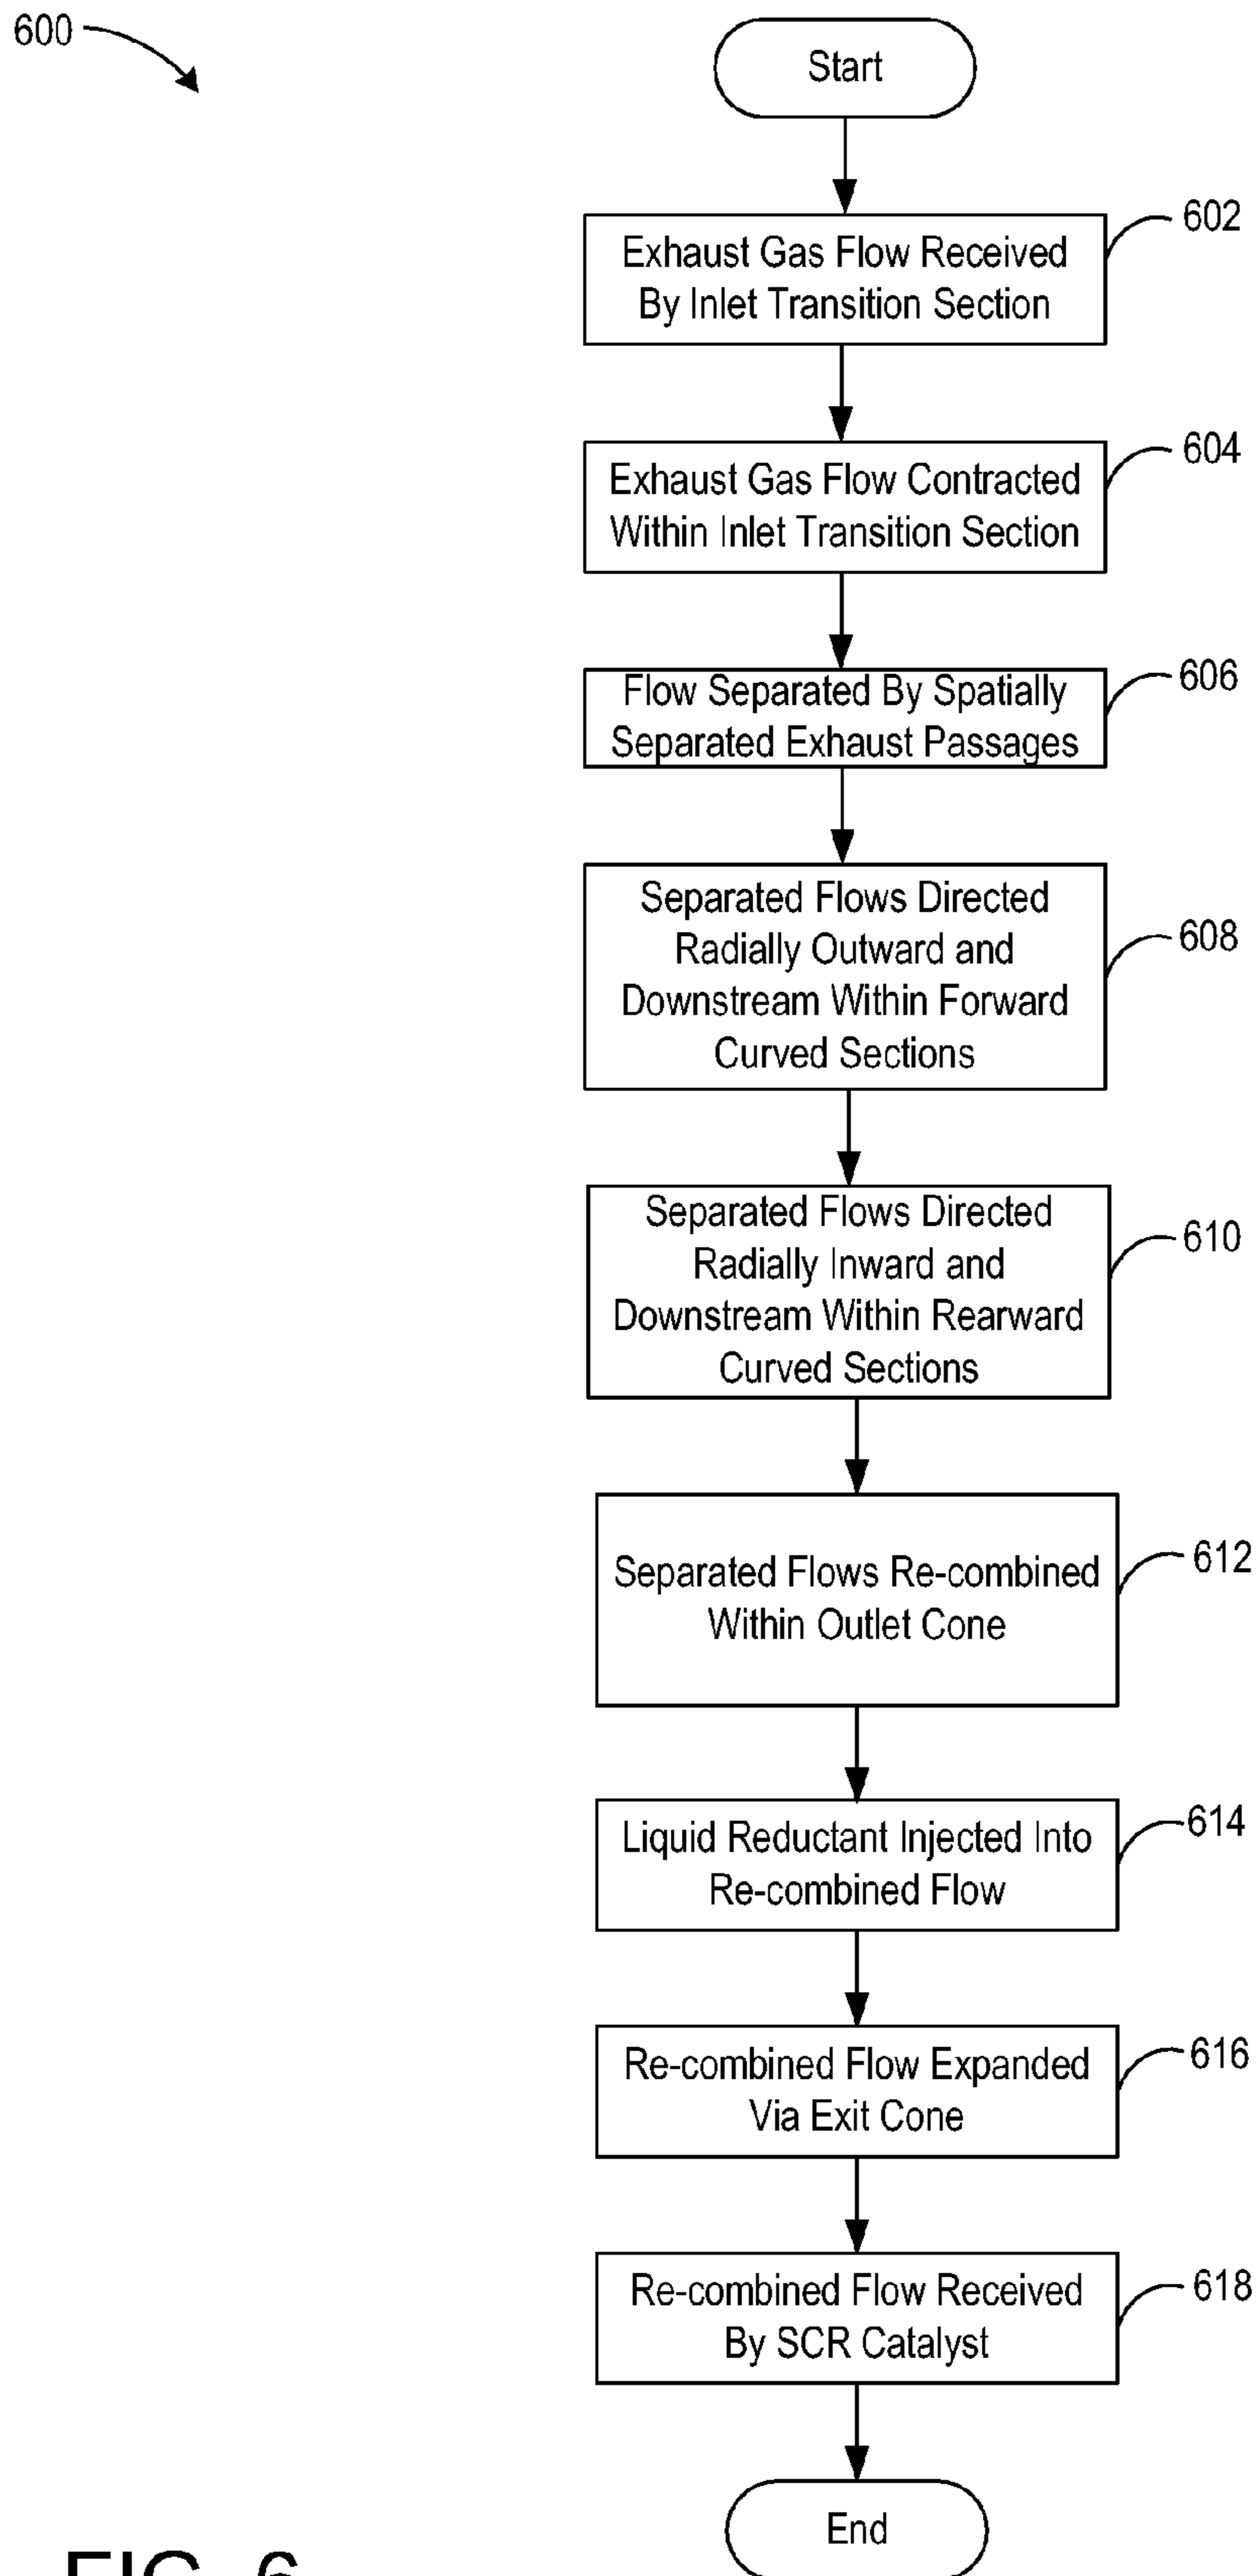 600
Start
602
Exhaust Gas Flow Received
By Inlet Transition Section
604
Exhaust Gas Flow Contracted
Within Inlet Transition Section
606
Flow Separated By Spatially
Separated Exhaust Passages
608
Separated Flows Directed
Radially Outward and
Downstream Within Forward
Curved Sections
610
Separated Flows Directed
Radially Inward and
Downstream Within Rearward
Curved Sections
612
Separated Flows Re-combined
Within Outlet Cone
614
Liquid Reductant Injected Into
Re-combined Flow
616
Re-combined Flow Expanded
Via Exit Cone
618
Re-combined Flow Received
By SCR Catalyst
End
FIG. 6